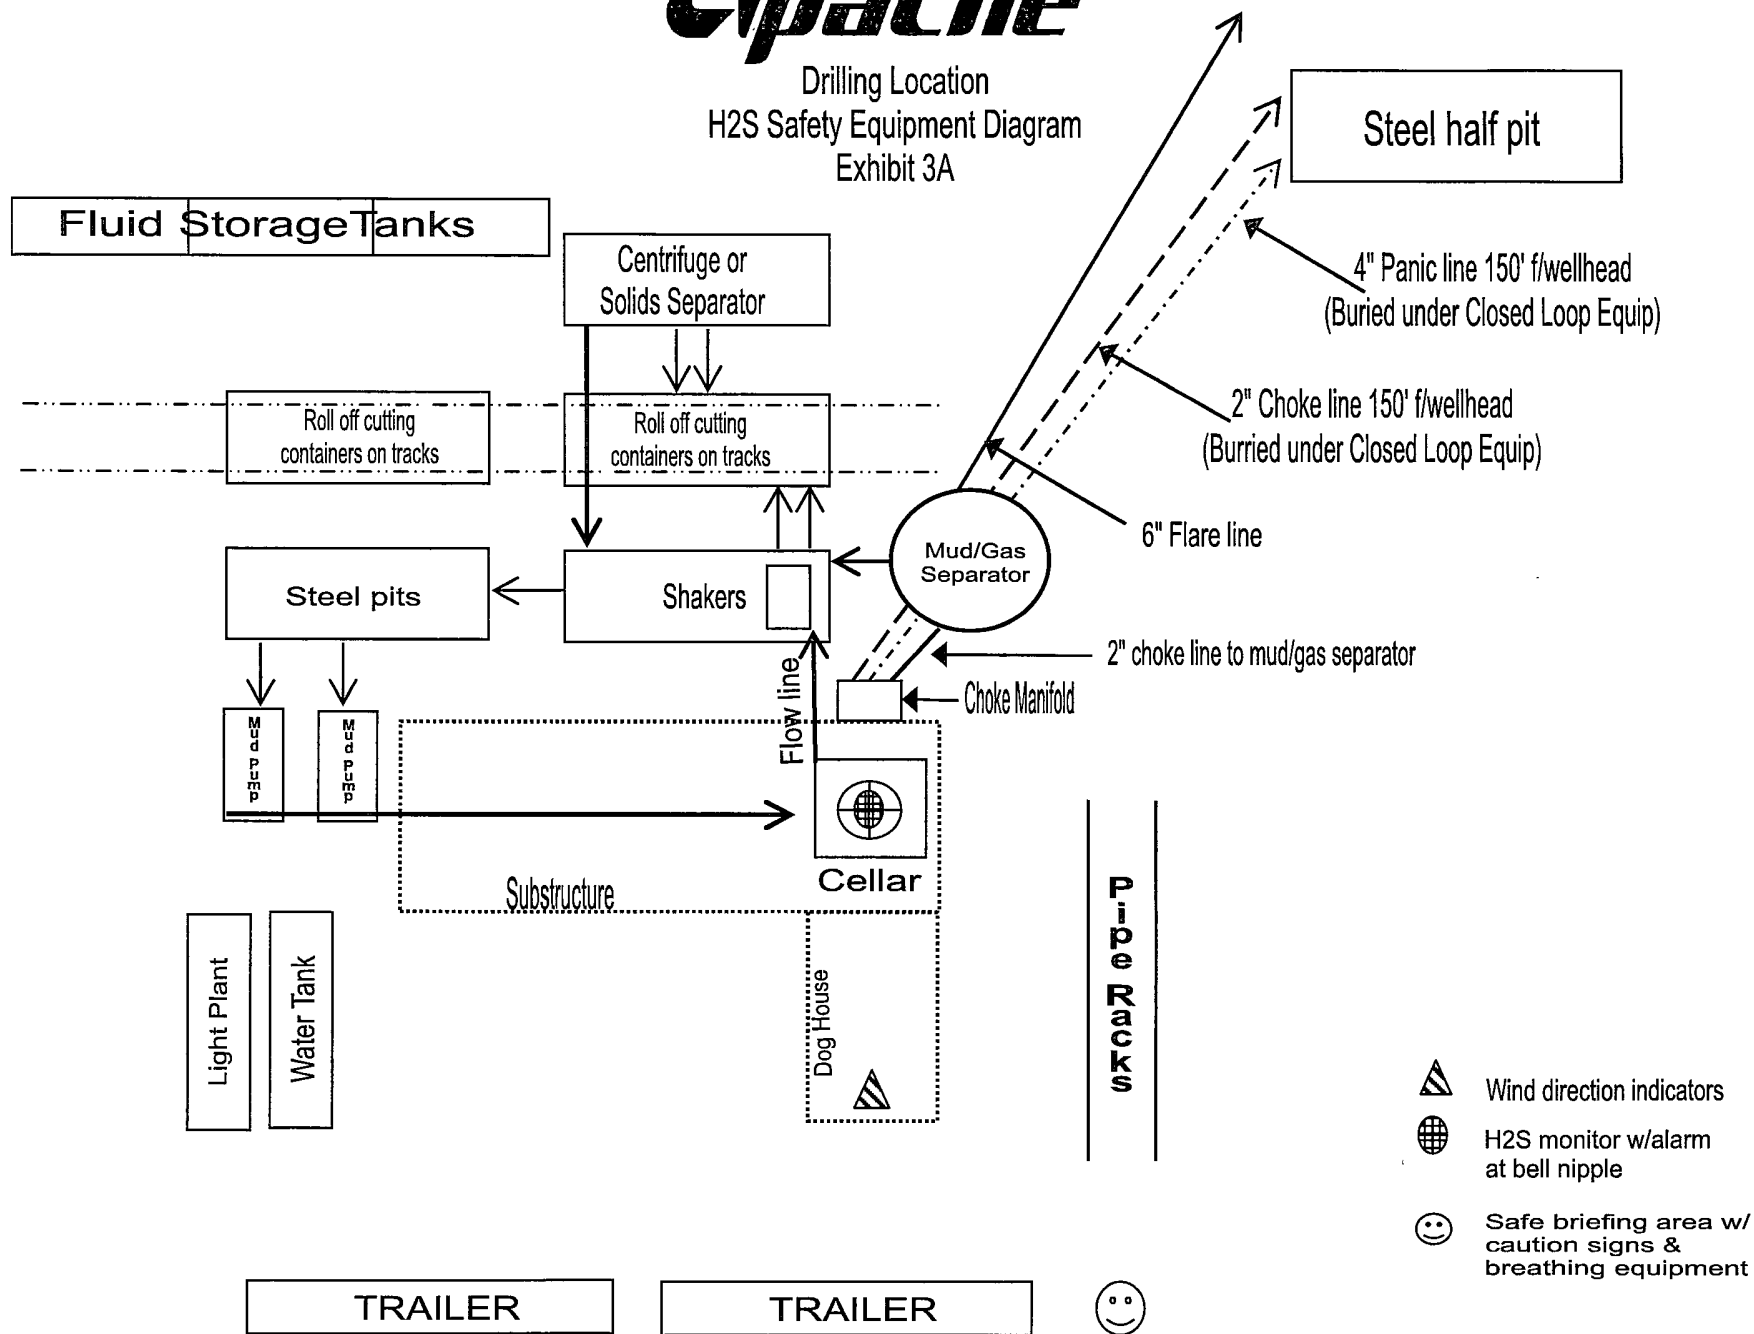 Apache
Drilling Location
H2S Safety Equipment Diagram
Exhibit 3A
Steel half pit
Fluid StorageTanks
Centrifuge or
Solids Separator
4" Panic line 150' f/wellhead
(Buried under Closed Loop Equip)
Roll off cutting
containers on tracks
Roll off cutting
containers on tracks
2" Choke line 150' f/wellhead
(Burried under Closed Loop Equip)
6" Flare line
Mud/Gas
Separator
Steel pits
Shakers
2" choke line to mud/gas separator
Choke Manifold
Flow line
Mud Pump
Mud Pump
Substructure
Cellar
Pipe Racks
Light Plant
Water Tank
Dog House
Wind direction indicators
H2S monitor w/alarm
at bell nipple
Safe briefing area w/
caution signs &
breathing equipment
TRAILER
TRAILER